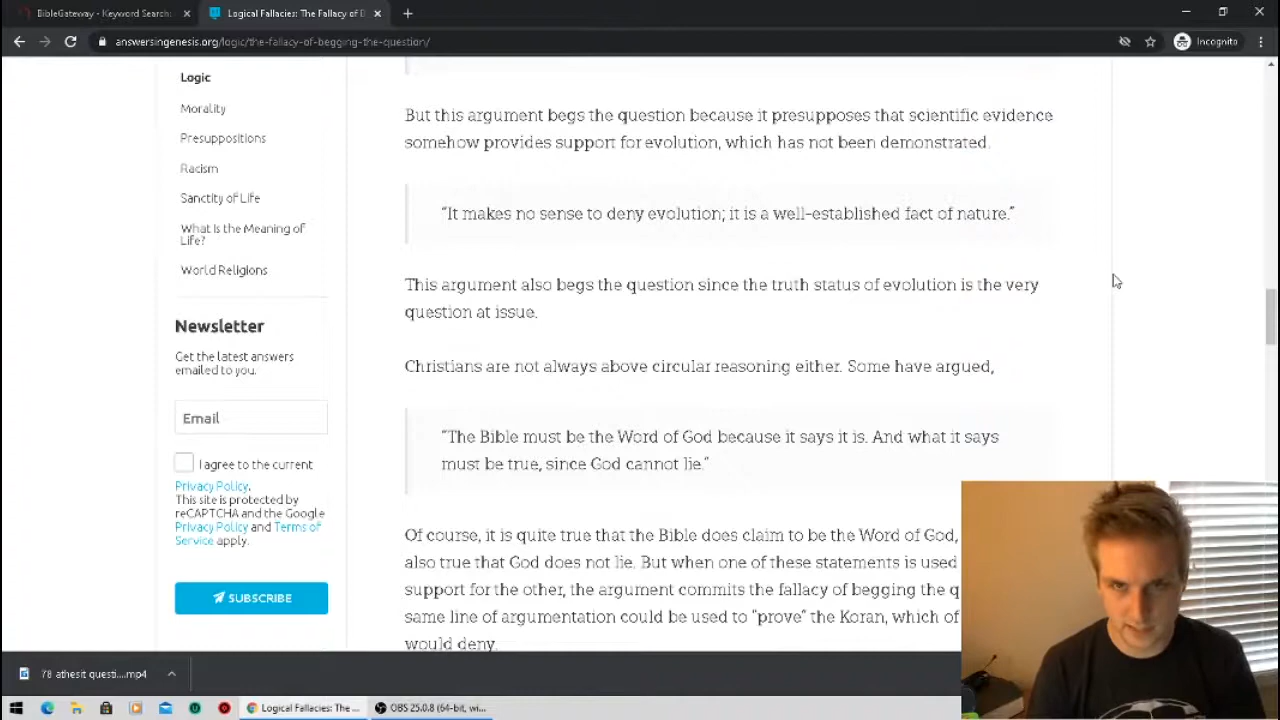 BibleGateway - Keyword Search:
Logical Fallacies: The Fallacy of
answersingenesis.org/logic/the-fallacy-of-begging-the-question/
Incognito
Logic
Morality
Presuppositions
Racism
Sanctity of Life
What Is the Meaning of
Life?
World Religions
Newsletter
Get the latest answers
emailed to you.
Email
I agree to the current
Privacy Policy.
This site is protected by
reCAPTCHA and the Google
Privacy Policy and Terms of
Service apply.
SUBSCRIBE
But this argument begs the question because it presupposes that scientific evidence
somehow provides support for evolution, which has not been demonstrated.
“It makes no sense to deny evolution; it is a well-established fact of nature.”
This argument also begs the question since the truth status of evolution is the very
question at issue.
Christians are not always above circular reasoning either. Some have argued,
“The Bible must be the Word of God because it says it is. And what it says
must be true, since God cannot lie.”
Of course, it is quite true that the Bible does claim to be the Word of God,
also true that God does not lie. But when one of these statements is used
support for the other, the argument commits the fallacy of begging the q
same line of argumentation could be used to “prove” the Koran, which of
would deny.
78 athesit questi....mp4
Logical Fallacies: The ...
OBS 25.0.8 (64-bit, wi...